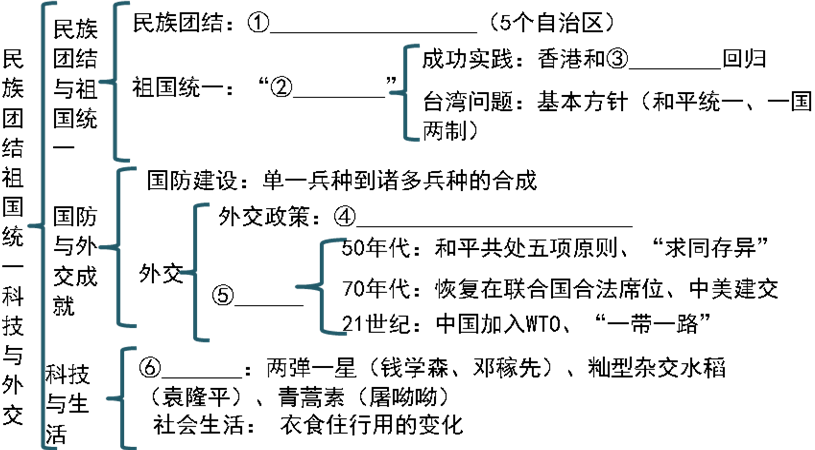 民族团结祖国统一科技与外交
民族团结与祖国统一
民族团结：①____________________（5个自治区）
祖国统一：“②________”
成功实践：香港和③________回归
台湾问题：基本方针（和平统一、一国
两制）
国防与外交成就
国防建设：单一兵种到诸多兵种的合成
外交
外交政策：④________________________
⑤______
50年代：和平共处五项原则、“求同存异”
70年代：恢复在联合国合法席位、中美建交
21世纪：中国加入WTO、“一带一路”
科技与生活
⑥_______：两弹一星（钱学森、邓稼先）、籼型杂交水稻
（袁隆平）、青蒿素（屠呦呦）
社会生活： 衣食住行用的变化